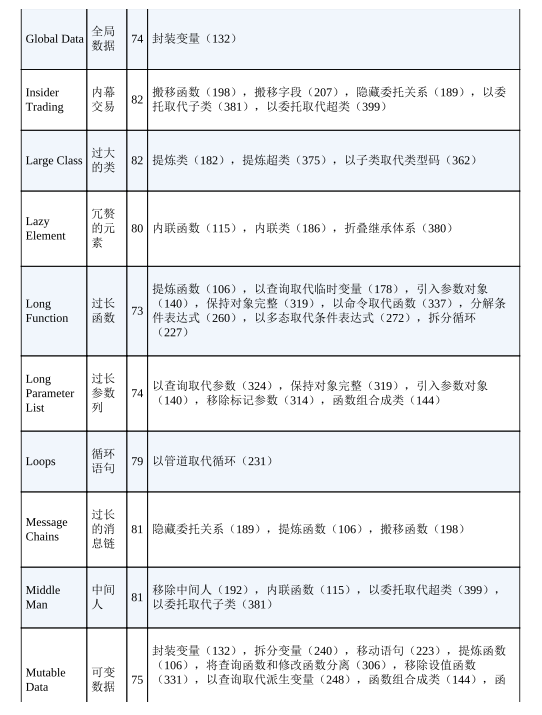 Global Data
全局
数据
74
封装变量（132）
Insider
Trading
内幕
交易
82
搬移函数（198），搬移字段（207），隐藏委托关系（189），以委
托取代子类（381），以委托取代超类（399）
Large Class
过大
的类
82
提炼类（182），提炼超类（375），以子类取代类型码（362）
Lazy
Element
冗赘
的元
素
80
内联函数（115），内联类（186），折叠继承体系（380）
Long
Function
过长
函数
73
提炼函数（106），以查询取代临时变量（178），引入参数对象
（140），保持对象完整（319），以命令取代函数（337），分解条
件表达式（260），以多态取代条件表达式（272），拆分循环
（227）
Long
Parameter
List
过长
参数
列
74
以查询取代参数（324），保持对象完整（319），引入参数对象
（140），移除标记参数（314），函数组合成类（144）
Loops
循环
语句
79
以管道取代循环（231）
Message
Chains
过长
的消
息链
81
隐藏委托关系（189），提炼函数（106），搬移函数（198）
Middle
Man
中间
人
81
移除中间人（192），内联函数（115），以委托取代超类（399），
以委托取代子类（381）
Mutable
Data
可变
数据
75
封装变量（132），拆分变量（240），移动语句（223），提炼函数
（106），将查询函数和修改函数分离（306），移除设值函数
（331），以查询取代派生变量（248），函数组合成类（144），函